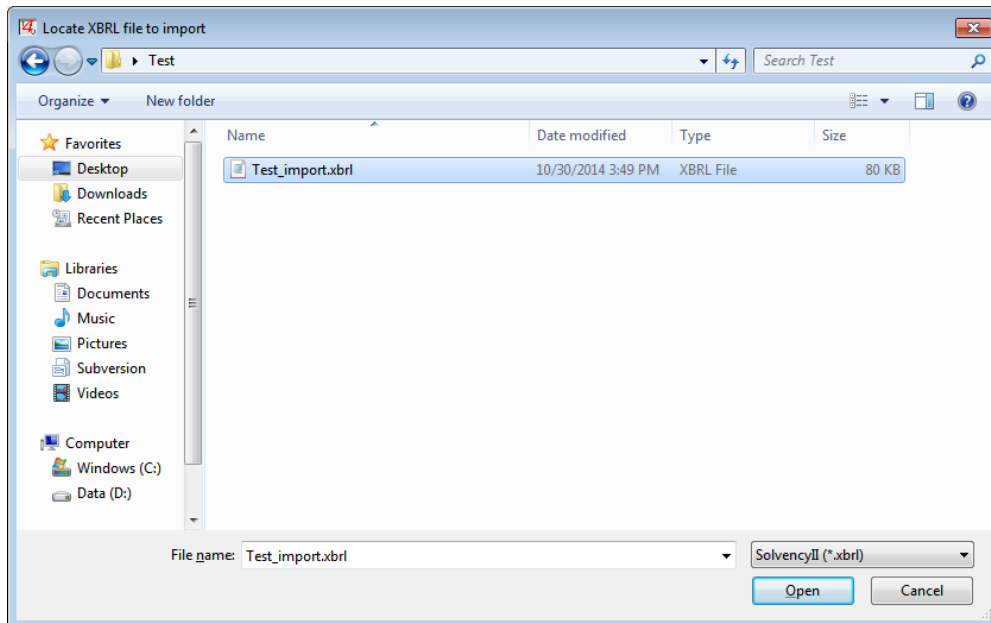 Locate XBRL file to import
Test
Search Test
Organize
New folder
Favorites
Desktop
Downloads
Recent Places
Libraries
Documents
Music
Pictures
Subversion
Videos
Computer
Windows (C:)
Data (D:)
Name Date modified Type Size
Test_import.xbrl 10/30/2014 3:49 PM XBRL File 80 KB
File name: Test_import.xbrl SolvencyII (*.xbrl)
Open Cancel